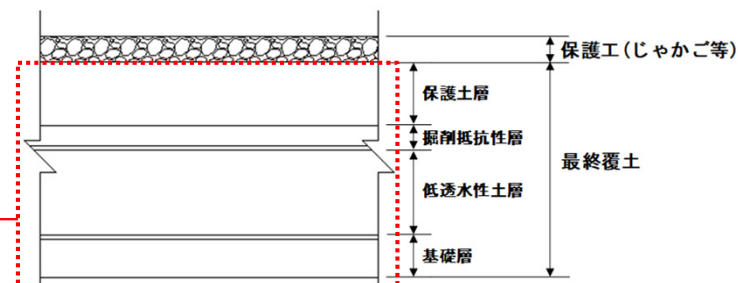 保護工(じゃかご等)
保護土層
掘削抵抗性層
最終覆土
低透水性土層
基礎層